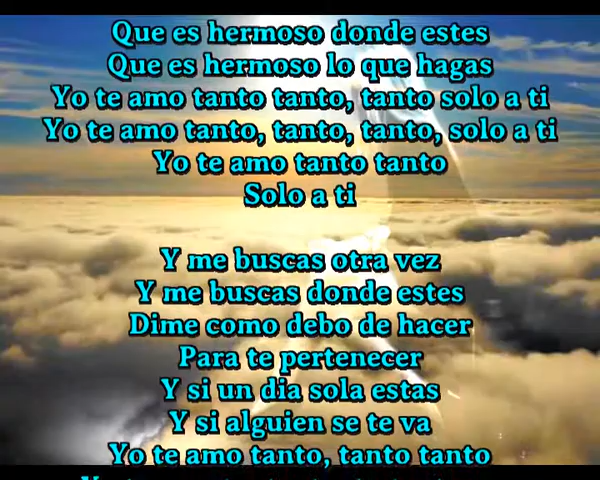 Que es hermoso donde estes
Que es hermoso lo que hagas
Yo te amo tanto tanto, tanto solo a ti
Yo te amo tanto, tanto, tanto, solo a ti
Yo te amo tanto tanto
Solo a ti
Y me buscas otra vez
Y me buscas donde estes
Dime como debo de hacer
Para te pertenecer
Y si un dia sola estas
Y si alguien se te va
Yo te amo tanto, tanto tanto